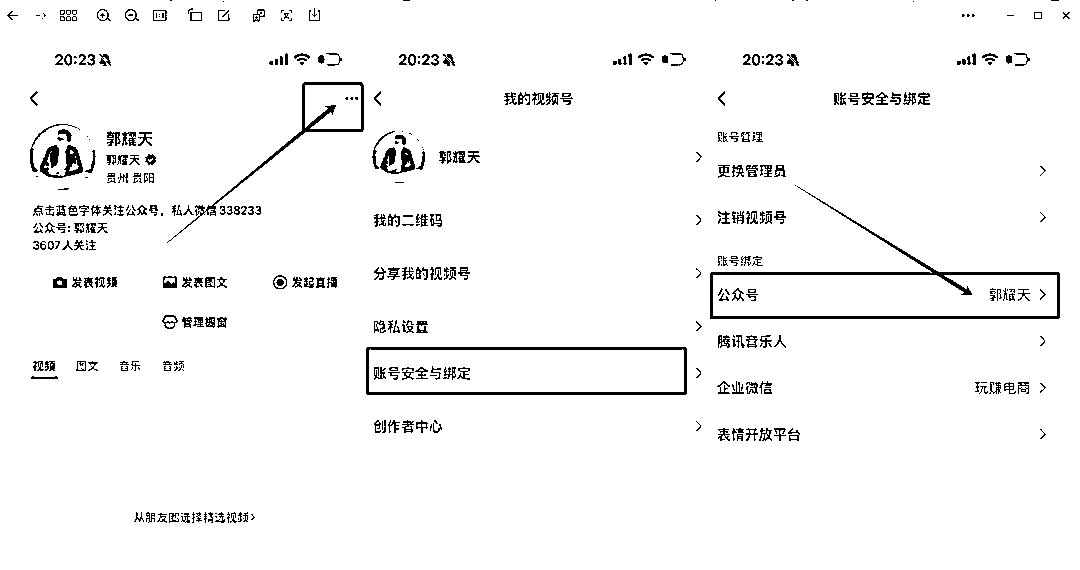 20:23
郭耀天
郭耀天
贵州 贵阳
点击蓝色字体关注公众号，私人微信338233
公众号: 郭耀天
3607人关注
发表视频
发表图文
发起直播
管理橱窗
视频
图文
音乐
音频
从朋友圈选择精选视频>
20:23
我的视频号
郭耀天
我的二维码
分享我的视频号
隐私设置
账号安全与绑定
创作者中心
20:23
账号安全与绑定
账号管理
更换管理员
注销视频号
账号绑定
公众号 郭耀天
腾讯音乐人
企业微信 玩赚电商
表情开放平台